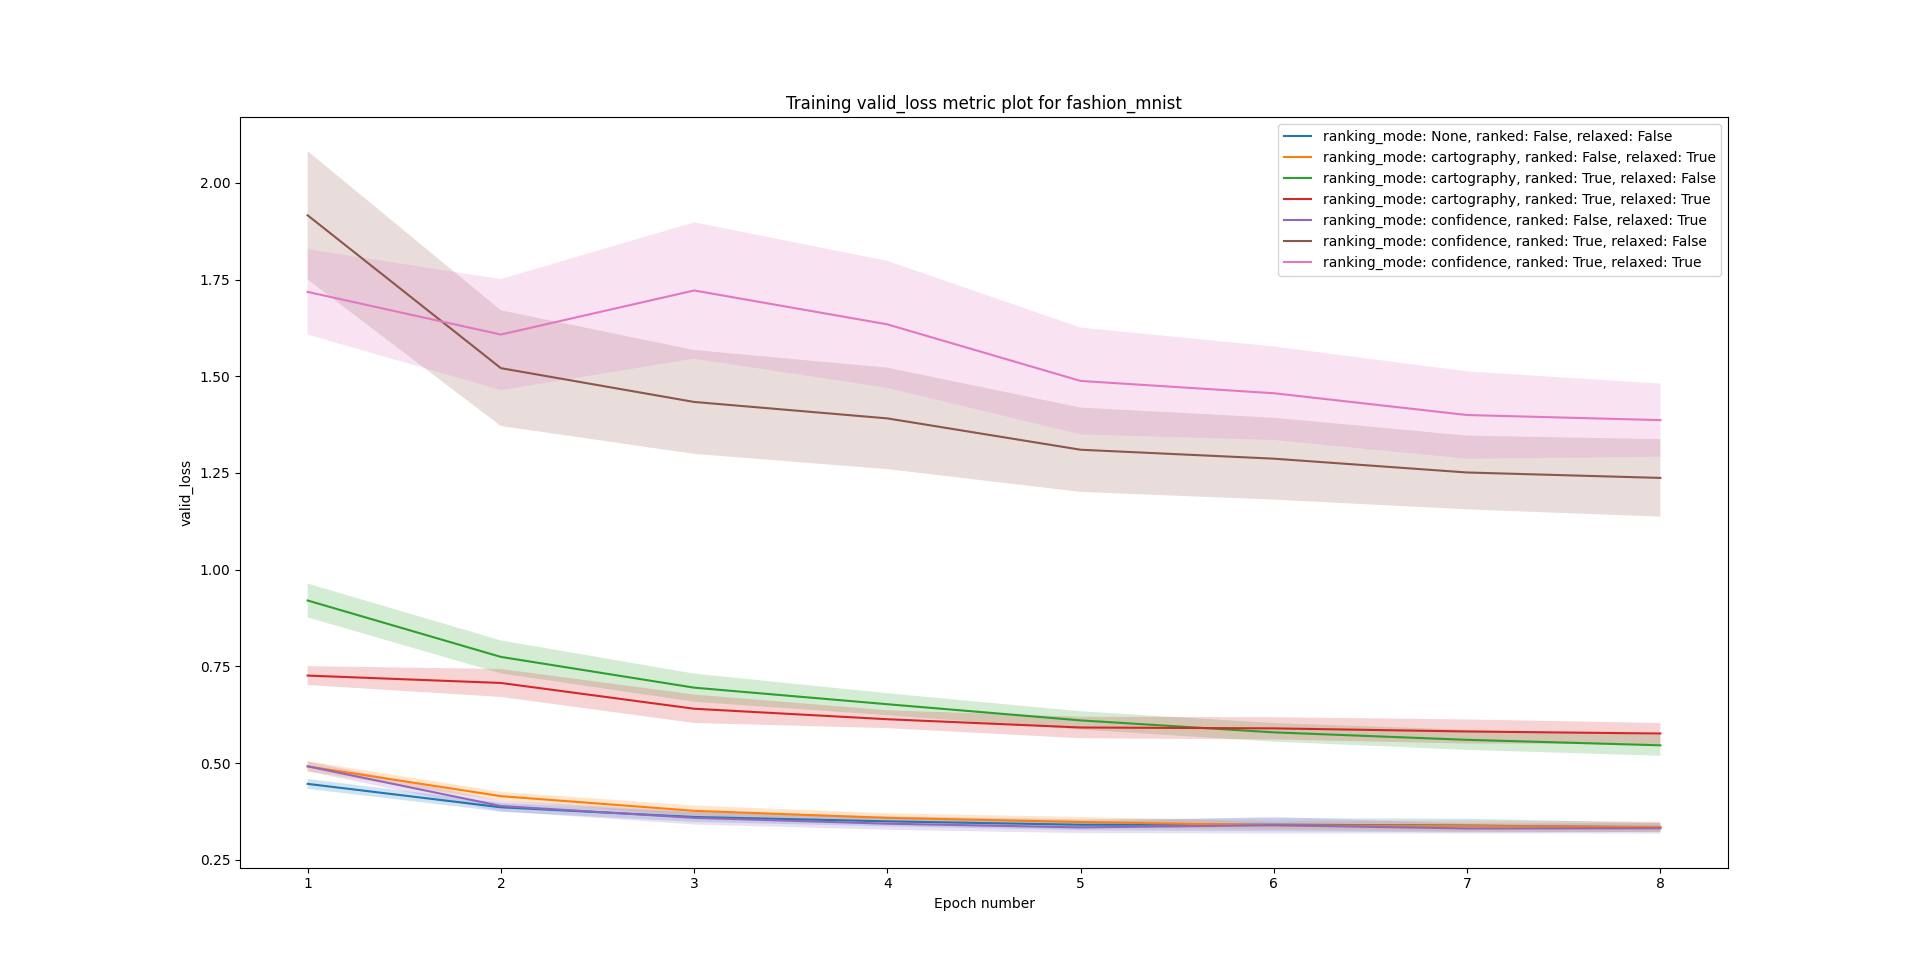 Training valid_loss metric plot for fashion_mnist
ranking_mode: None, ranked: False, relaxed: False
ranking_mode: cartography, ranked: False, relaxed: True
ranking_mode: cartography, ranked: True, relaxed: False
ranking_mode: cartography, ranked: True, relaxed: True
ranking_mode: confidence, ranked: False, relaxed: True
ranking_mode: confidence, ranked: True, relaxed: False
ranking_mode: confidence, ranked: True, relaxed: True
2.00
1.75
1.50
1.25
1.00
0.75
0.50
0.25
valid_loss
1 2 3 4 5 6 7 8
Epoch number